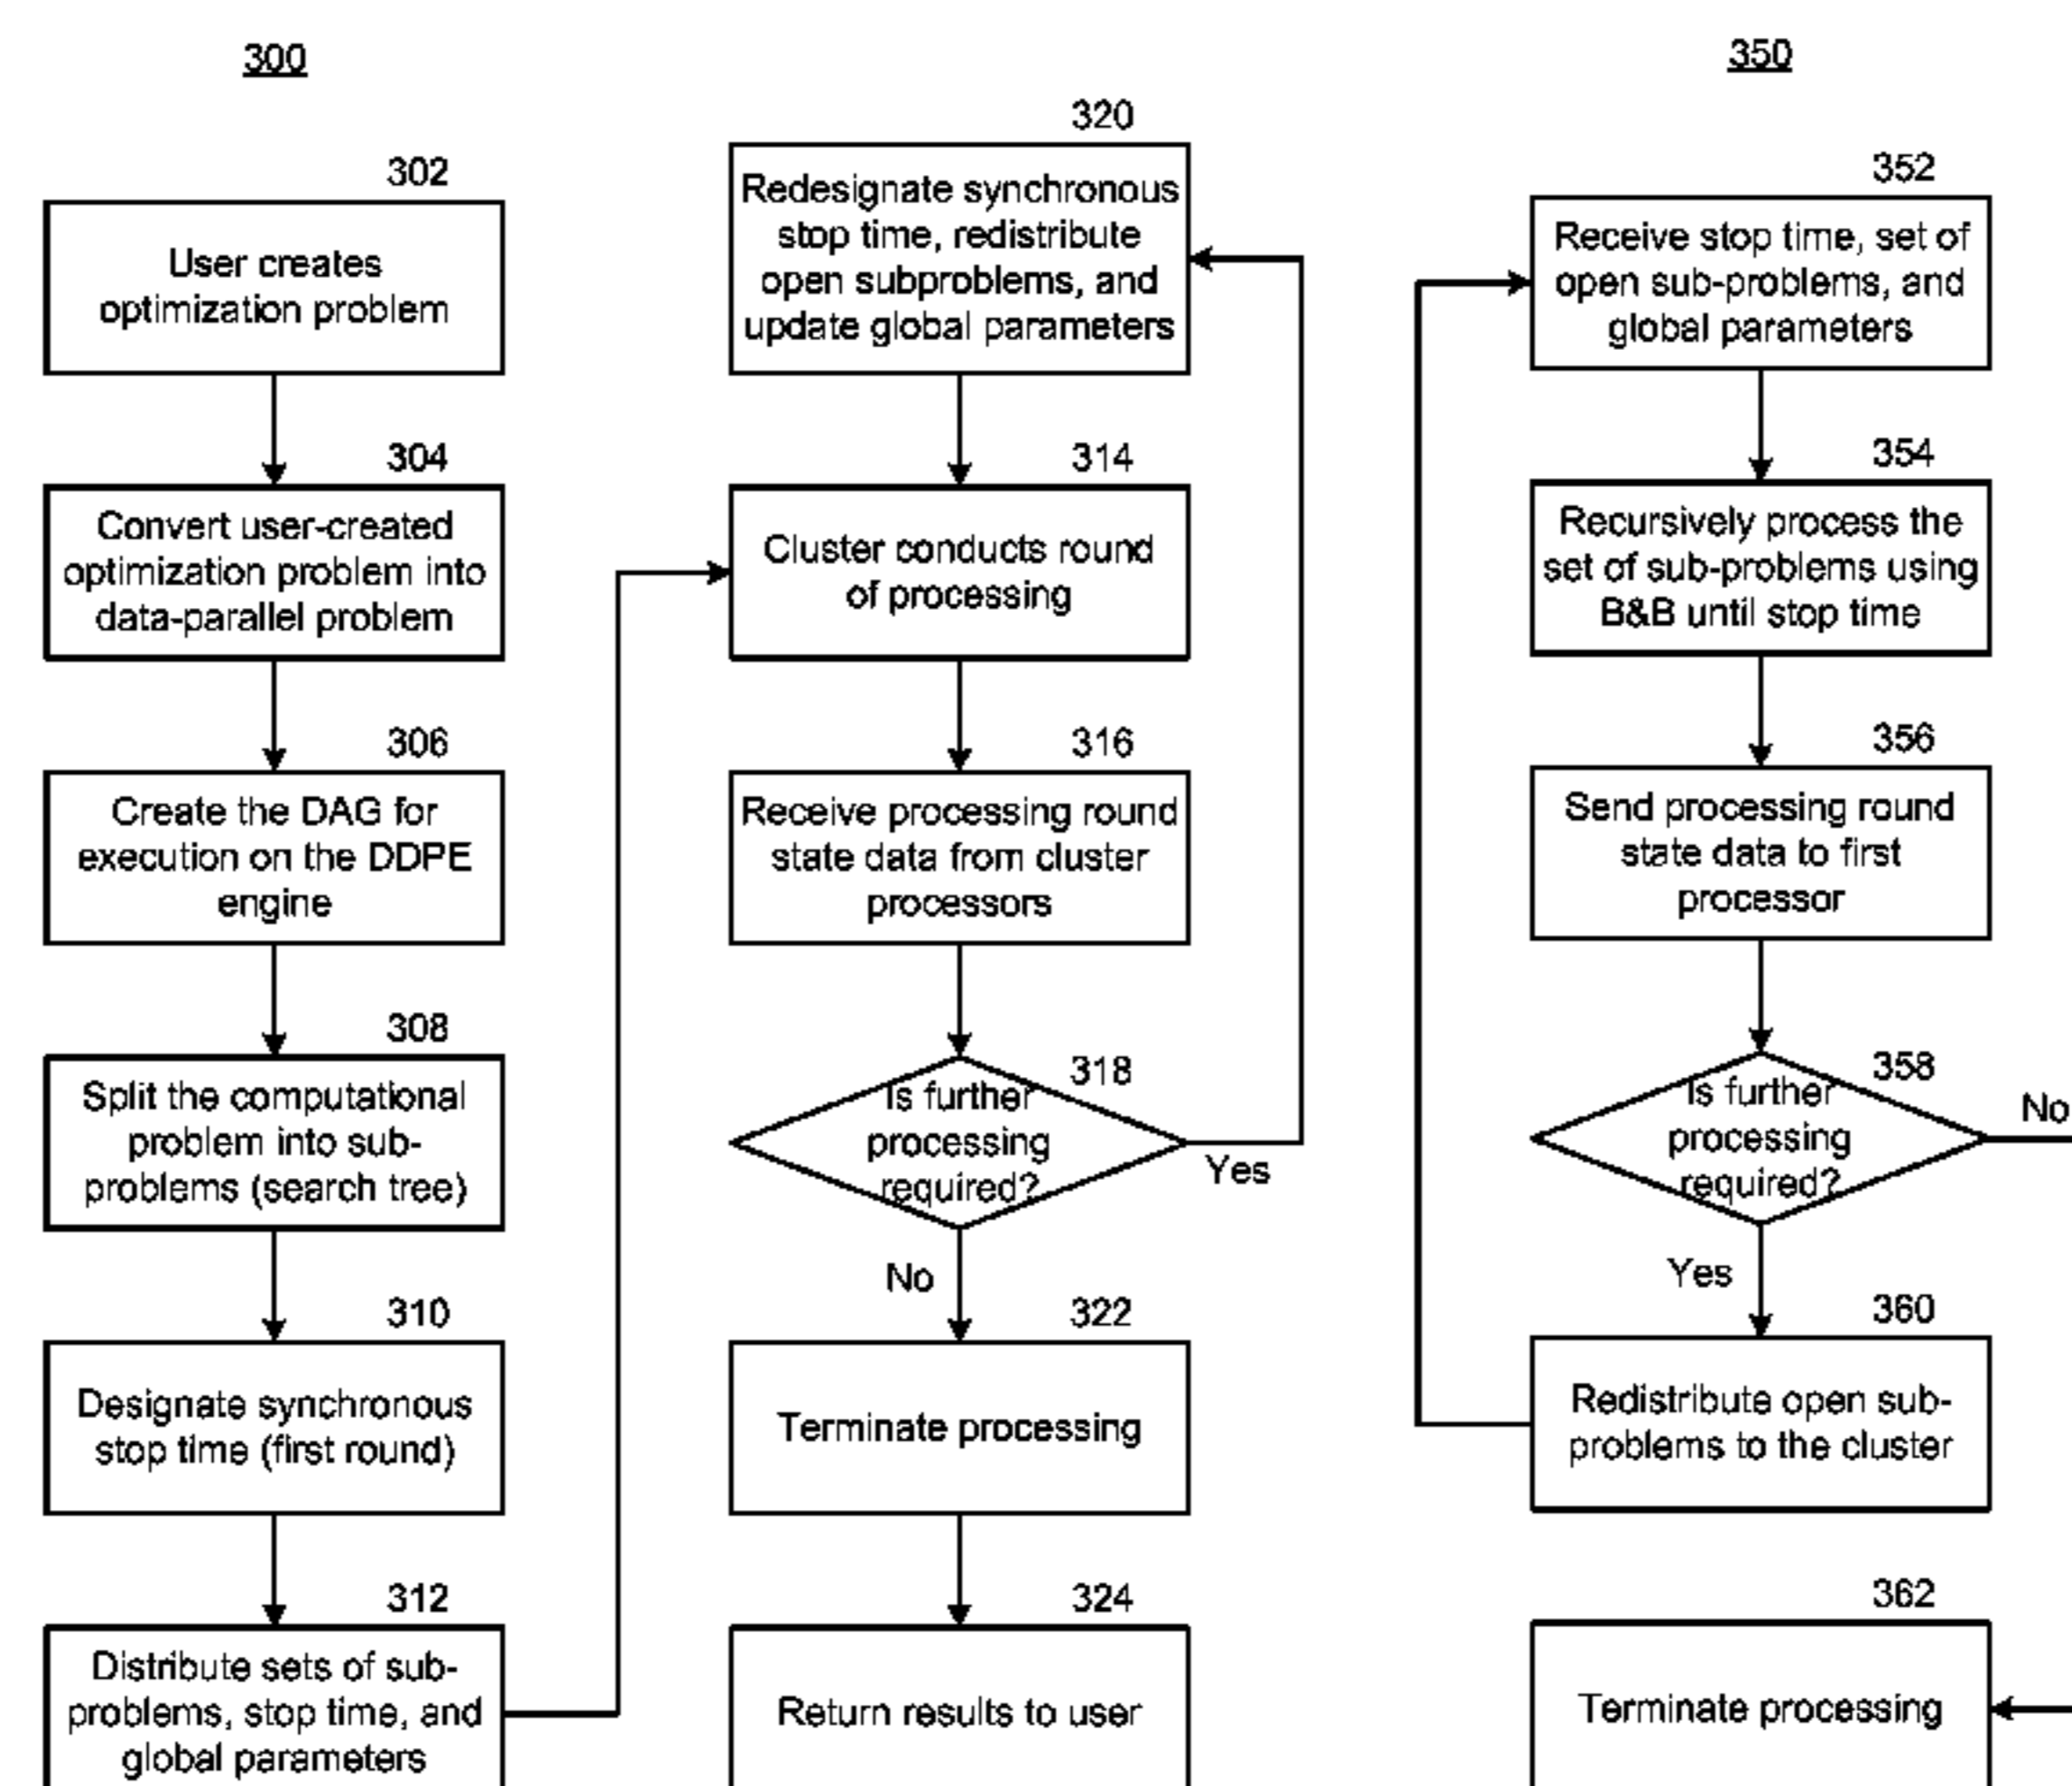 300
302
User creates
optimization problem
304
Convert user-created
optimization problem into
data-parallel problem
306
Create the DAG for
execution on the DDPE
engine
308
Split the computational
problem into sub-
problems (search tree)
310
Designate synchronous
stop time (first round)
312
Distribute sets of sub-
problems, stop time, and
global parameters
320
Redesignate synchronous
stop time, redistribute
open subproblems, and
update global parameters
314
Cluster conducts round
of processing
316
Receive processing round
state data from cluster
processors
318
Is further
processing
required?
Yes
No
322
Terminate processing
324
Return results to user
350
352
Receive stop time, set of
open sub-problems, and
global parameters
354
Recursively process the
set of sub-problems using
B&B until stop time
356
Send processing round
state data to first
processor
358
Is further
processing
required?
No
Yes
360
Redistribute open sub-
problems to the cluster
362
Terminate processing